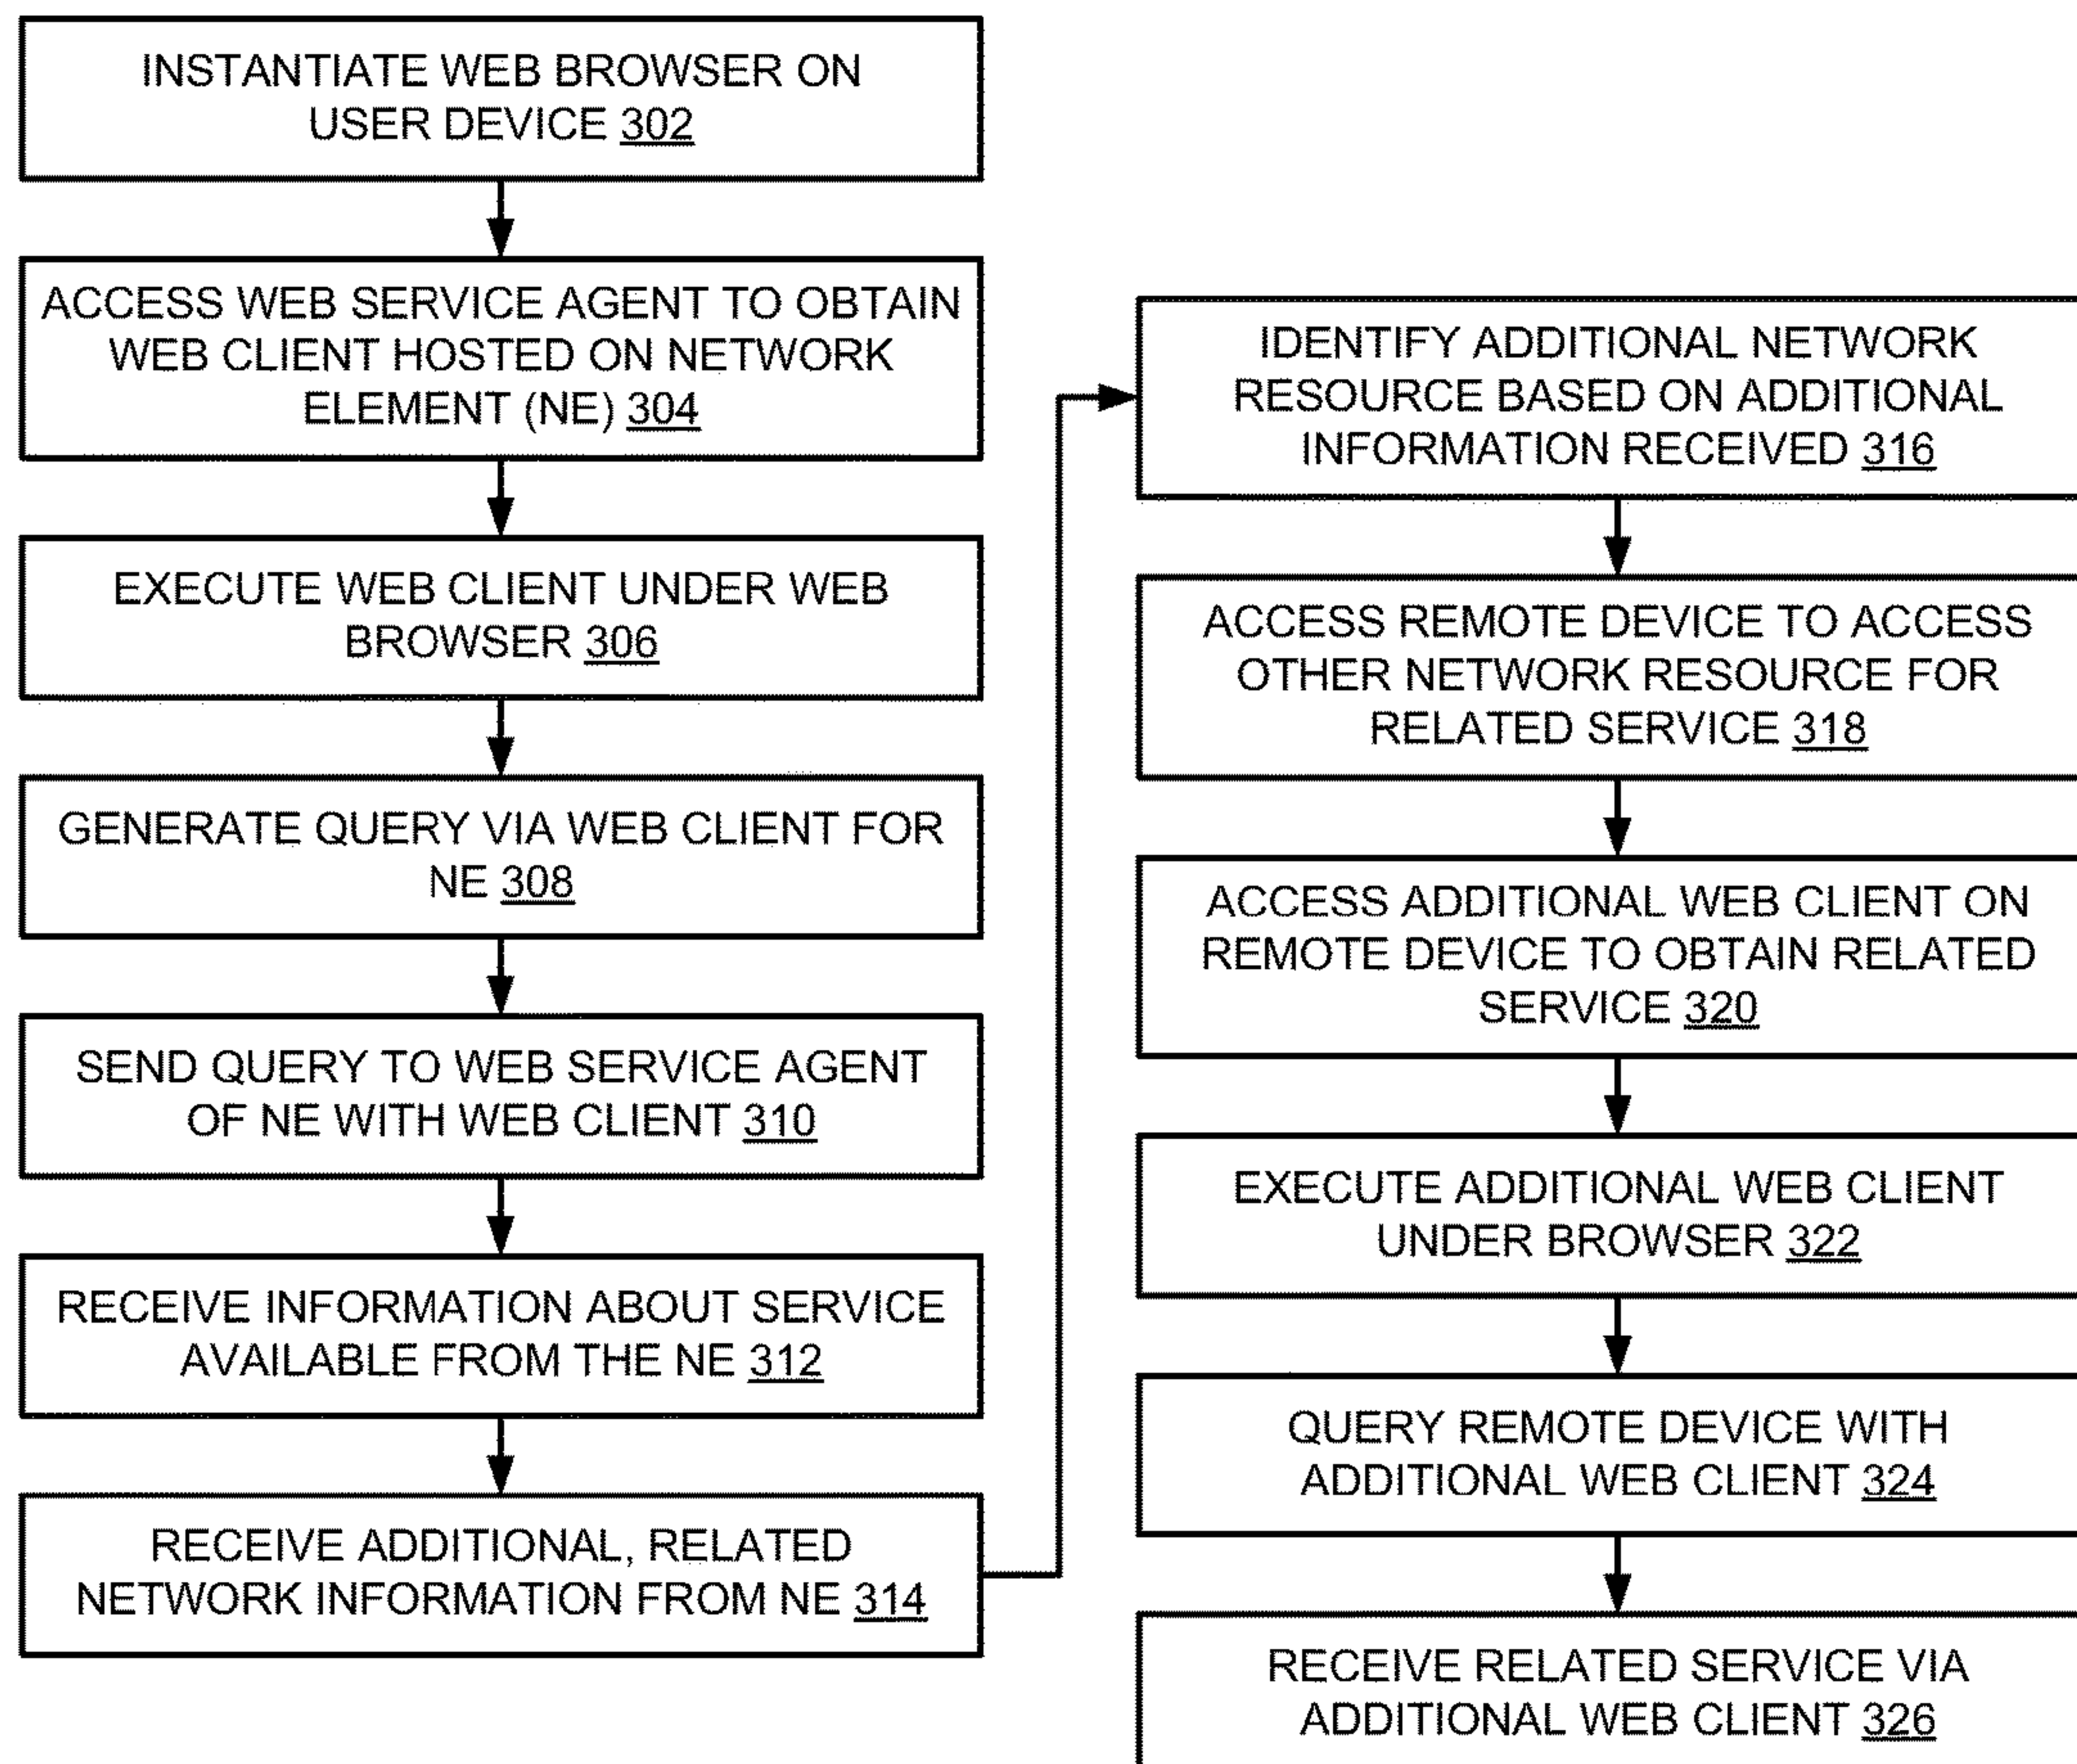 INSTANTIATE WEB BROWSER ON
USER DEVICE 302
ACCESS WEB SERVICE AGENT TO OBTAIN
WEB CLIENT HOSTED ON NETWORK
ELEMENT (NE) 304
EXECUTE WEB CLIENT UNDER WEB
BROWSER 306
GENERATE QUERY VIA WEB CLIENT FOR
NE 308
SEND QUERY TO WEB SERVICE AGENT
OF NE WITH WEB CLIENT 310
RECEIVE INFORMATION ABOUT SERVICE
AVAILABLE FROM THE NE 312
RECEIVE ADDITIONAL, RELATED
NETWORK INFORMATION FROM NE 314
IDENTIFY ADDITIONAL NETWORK
RESOURCE BASED ON ADDITIONAL
INFORMATION RECEIVED 316
ACCESS REMOTE DEVICE TO ACCESS
OTHER NETWORK RESOURCE FOR
RELATED SERVICE 318
ACCESS ADDITIONAL WEB CLIENT ON
REMOTE DEVICE TO OBTAIN RELATED
SERVICE 320
EXECUTE ADDITIONAL WEB CLIENT
UNDER BROWSER 322
QUERY REMOTE DEVICE WITH
ADDITIONAL WEB CLIENT 324
RECEIVE RELATED SERVICE VIA
ADDITIONAL WEB CLIENT 326